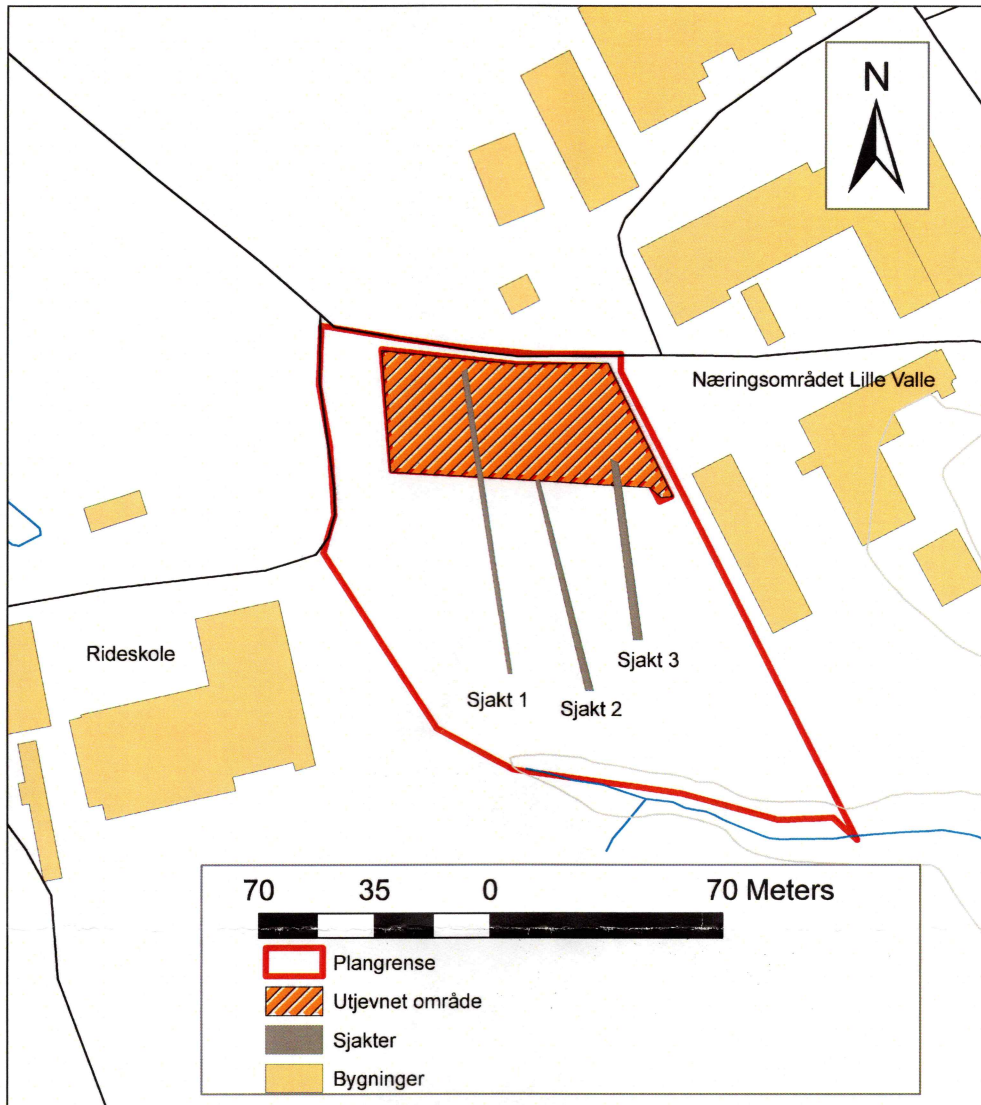 N
Næringsområdet Lille Valle
Rideskole
Sjakt 3
Sjakt 1
Sjakt 2
70 35 0 70 Meters
Plangrense
Utjevnet område
Sjakter
Bygninger